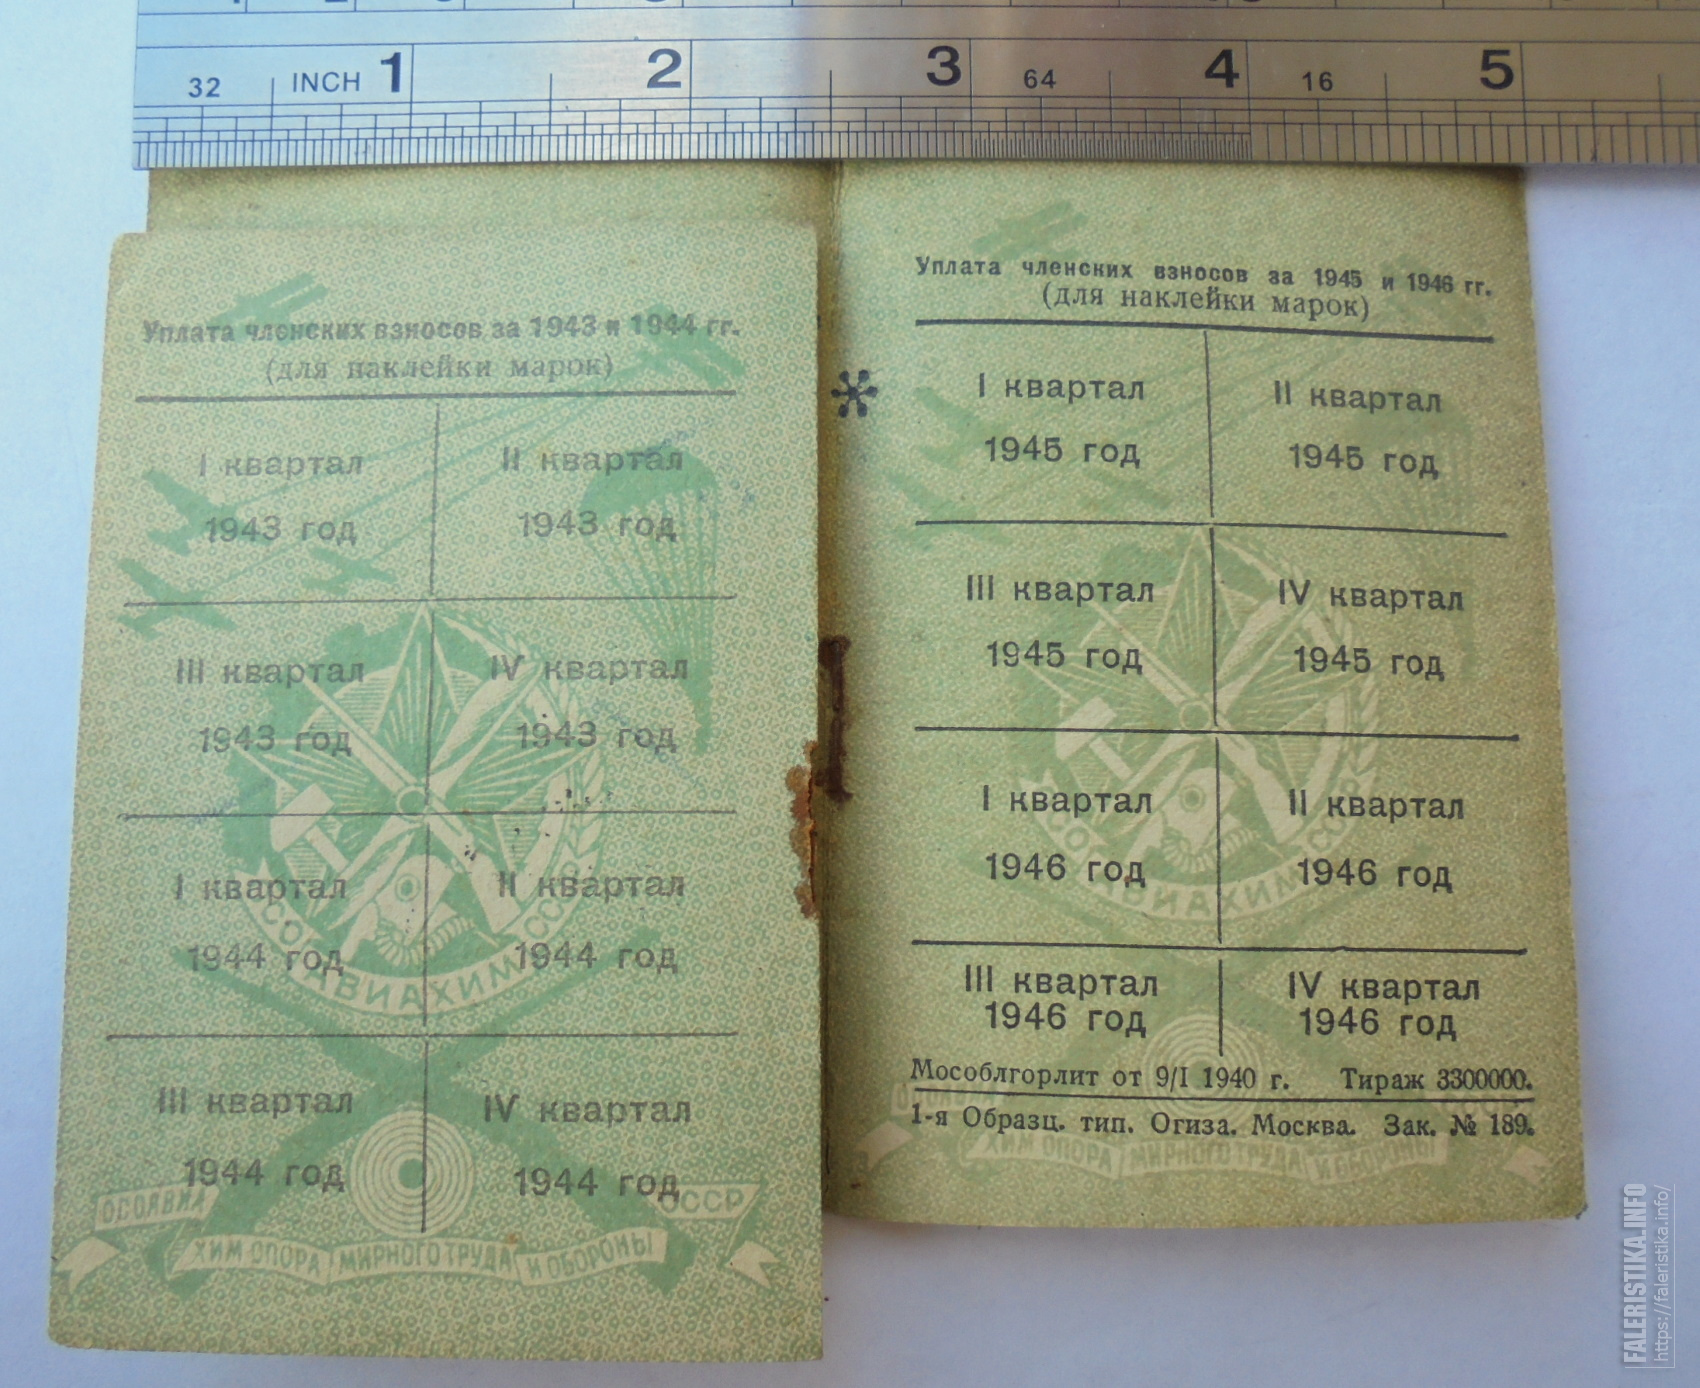 32 INCH 1 2 3 64 4 16 5
Уплата членских взносов за 1943 и 1944 гг.
(для наклейки марок)
I квартал
1943 год
II квартал
1943 год
III квартал
1943 год
IV квартал
1943 год
I квартал
1944 год
II квартал
1944 год
III квартал
1944 год
IV квартал
1944 год
ОСОАВИАХИМ СССР
ОСОАВИА
ХИМ ОПОРА МИРНОГО ТРУДА И ОБОРОНЫ
СССР
*
Уплата членских взносов за 1945 и 1946 гг.
(для наклейки марок)
I квартал
1945 год
II квартал
1945 год
III квартал
1945 год
IV квартал
1945 год
I квартал
1946 год
II квартал
1946 год
III квартал
1946 год
IV квартал
1946 год
Мособлгорлит от 9/I 1940 г. Тираж 3300000.
1-я Образц. тип. Огиза. Москва. Зак. № 189.
ХИМ ОПОРА МИРНОГО ТРУДА И ОБОРОНЫ
FALERISTIKA.INFO
https://faleristika.info/